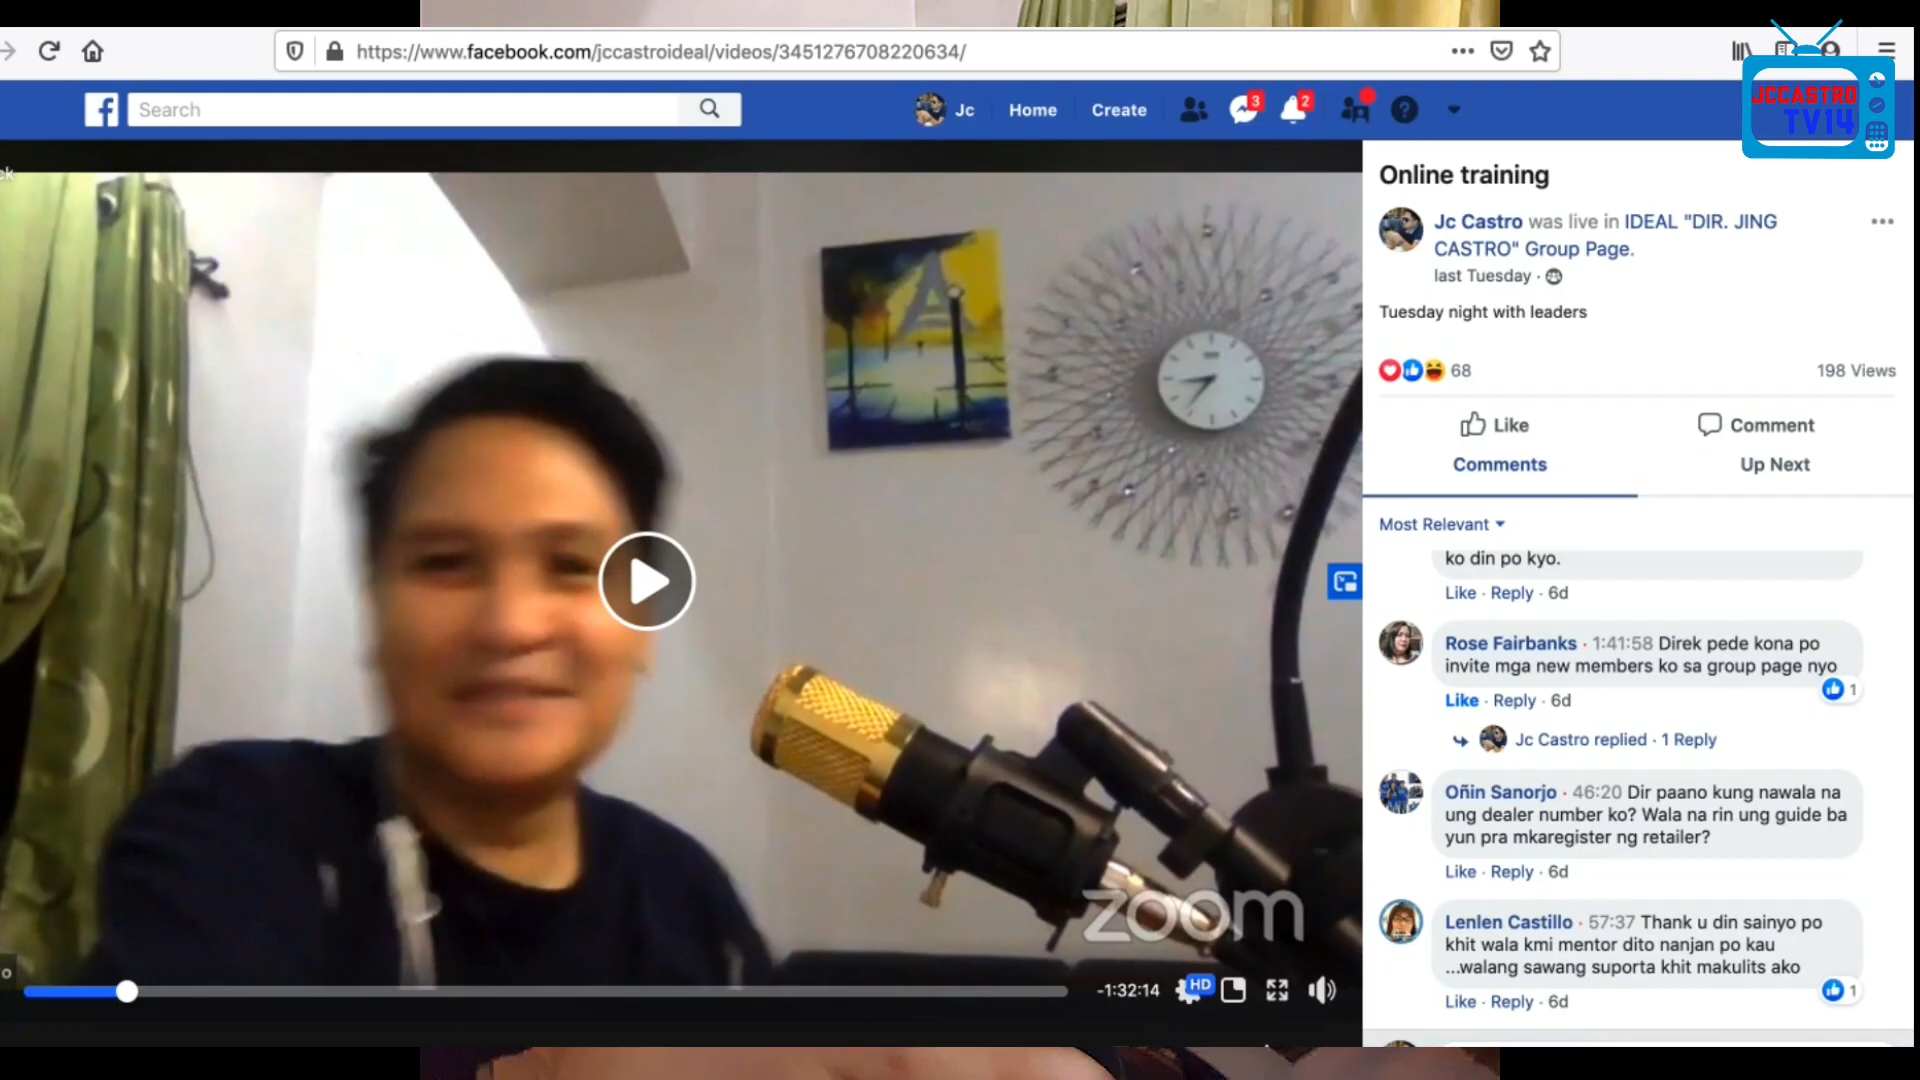 https://www.facebook.com/jccastroideal/videos/3451276708220634/
JCCASTRO
TV14
Search
Jc
Home
Create
3
2
ck
Online training
Jc Castro was live in IDEAL "DIR. JING
CASTRO" Group Page.
last Tuesday ·
Tuesday night with leaders
68
198 Views
Like
Comment
Comments
Up Next
Most Relevant
ko din po kyo.
Like · Reply · 6d
Rose Fairbanks · 1:41:58 Direk pede kona po
invite mga new members ko sa group page nyo
1
Like · Reply · 6d
Jc Castro replied · 1 Reply
Oñin Sanorjo · 46:20 Dir paano kung nawala na
ung dealer number ko? Wala na rin ung guide ba
yun pra mkaregister ng retailer?
Like · Reply · 6d
Lenlen Castillo · 57:37 Thank u din sainyo po
khit wala kmi mentor dito nanjan po kau
...walang sawang suporta khit makulits ako
1
Like · Reply · 6d
zoom
o
-1:32:14
HD